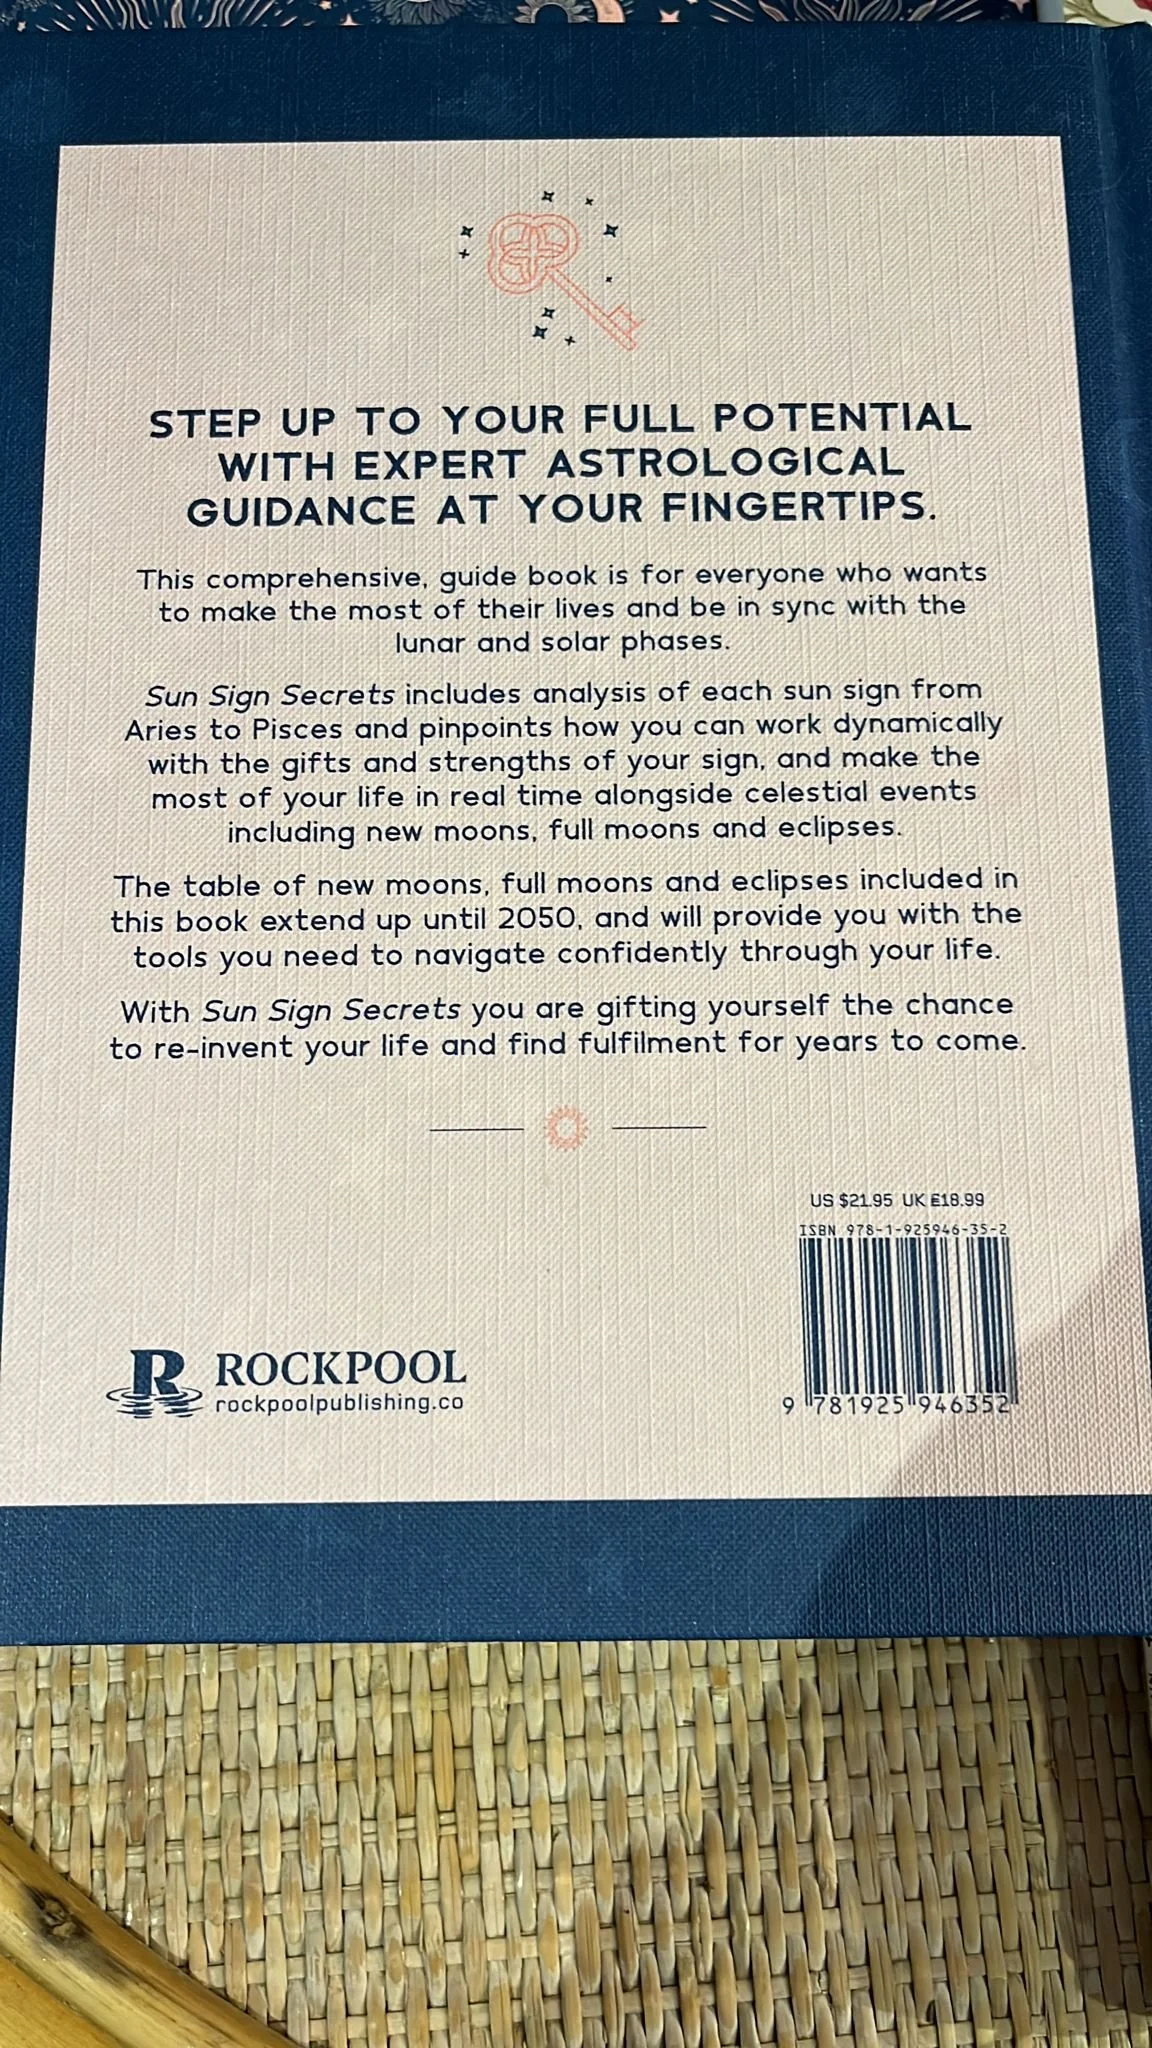 STEP UP TO YOUR FULL POTENTIAL
WITH EXPERT ASTROLOGICAL
GUIDANCE AT YOUR FINGERTIPS.
This comprehensive, guide book is for everyone who wants
to make the most of their lives and be in sync with the
lunar and solar phases.
Sun Sign Secrets includes analysis of each sun sign from
Aries to Pisces and pinpoints how you can work dynamically
with the gifts and strengths of your sign, and make the
most of your life in real time alongside celestial events
including new moons, full moons and eclipses.
The table of new moons, full moons and eclipses included in
this book extend up until 2050, and will provide you with the
tools you need to navigate confidently through your life.
With Sun Sign Secrets you are gifting yourself the chance
to re-invent your life and find fulfilment for years to come.
US $21.95 UK £18.99
ISBN 978-1-925946-35-2
R ROCKPOOL
rockpoolpublishing.co
9 781925 946352